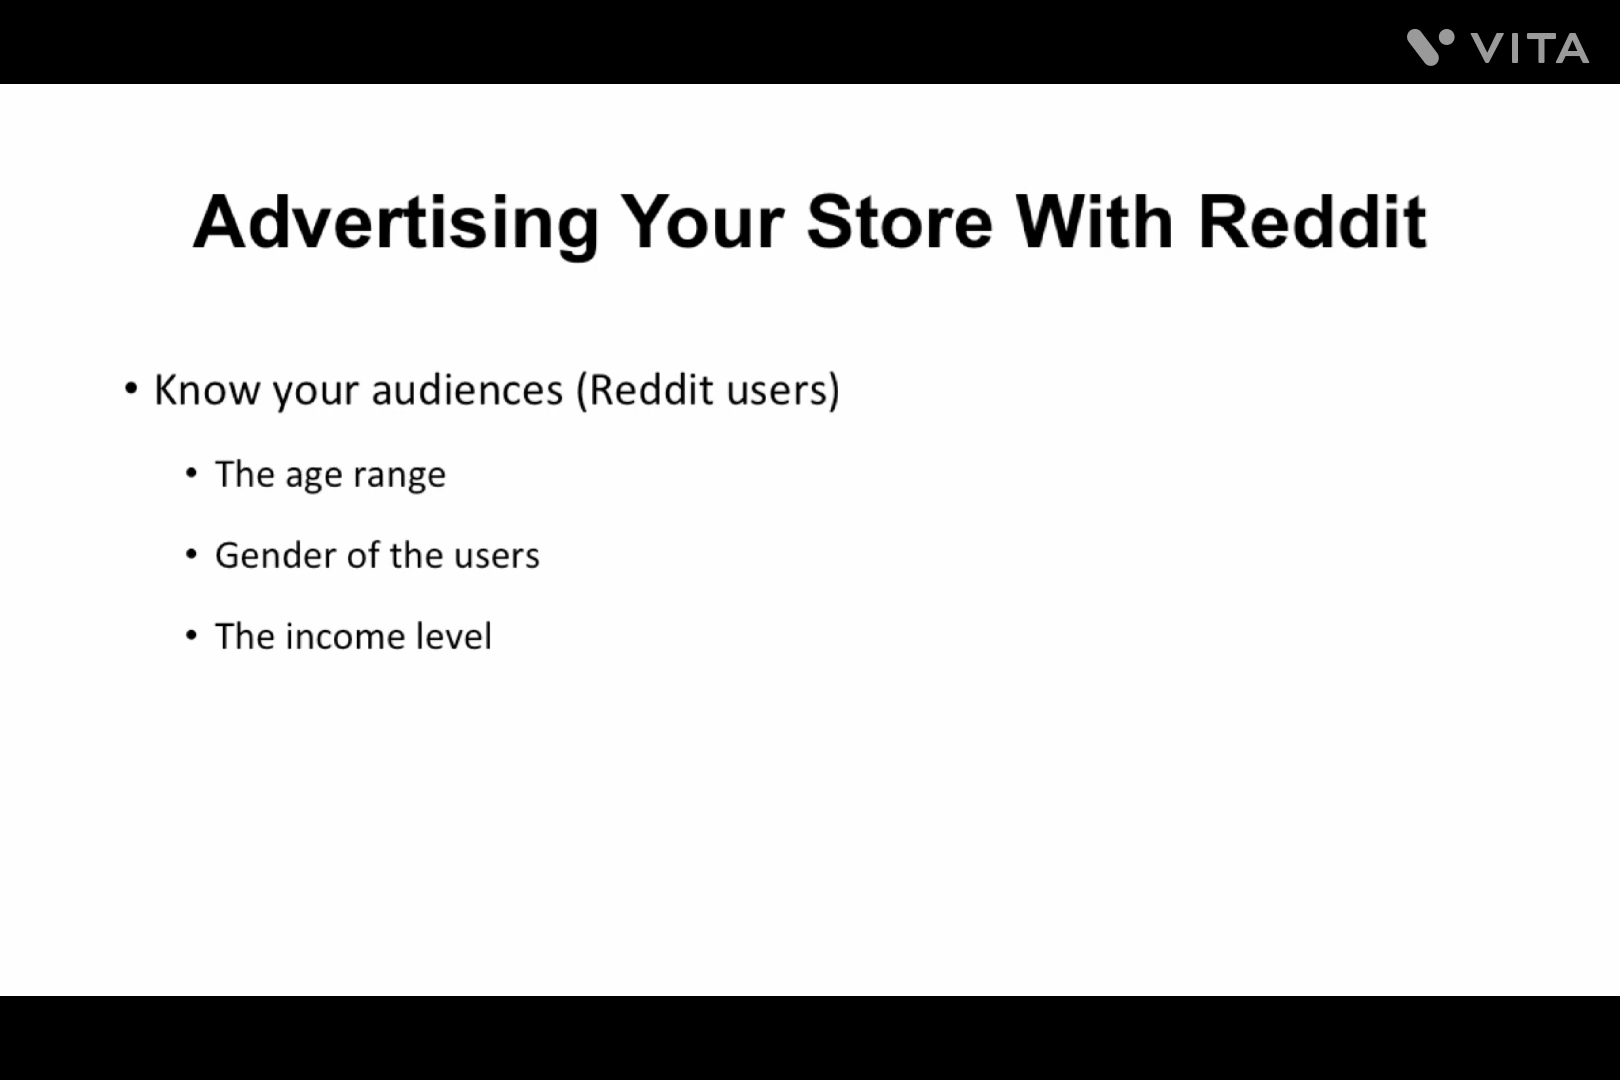 VITA
Advertising Your Store With Reddit
• Know your audiences (Reddit users)
• The age range
• Gender of the users
• The income level